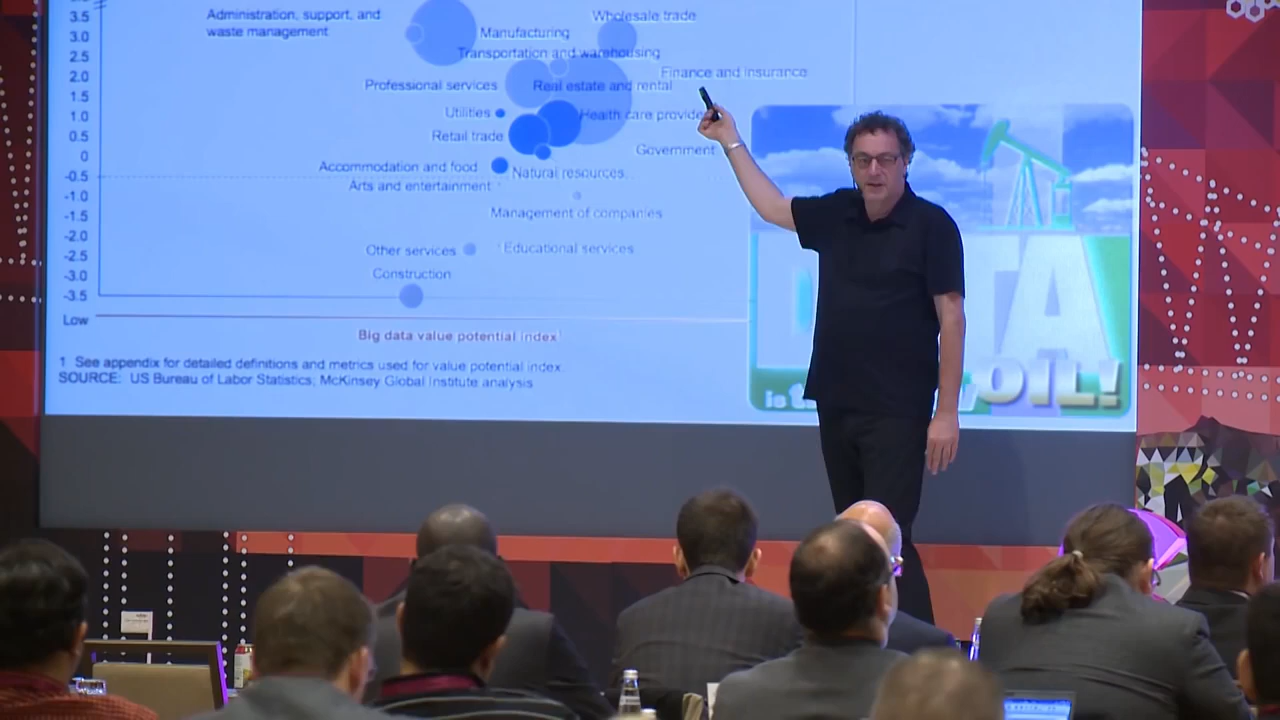 3.5
Administration, support, and
waste management
Wholesale trade
3.0
Manufacturing
2.5
Transportation and warehousing
2.0
Finance and insurance
Professional services
Real estate and rental
1.5
1.0
Utilities
Health care provide
0.5
Retail trade
0
Government
-0.5
Accommodation and food
Natural resources
-1.0
Arts and entertainment
-1.5
Management of companies
-2.0
-2.5
Other services
Educational services
-3.0
Construction
-3.5
Low
Big data value potential index1
1 See appendix for detailed definitions and metrics used for value potential index
SOURCE: US Bureau of Labor Statistics; McKinsey Global Institute analysis
D TA
is t
OIL!